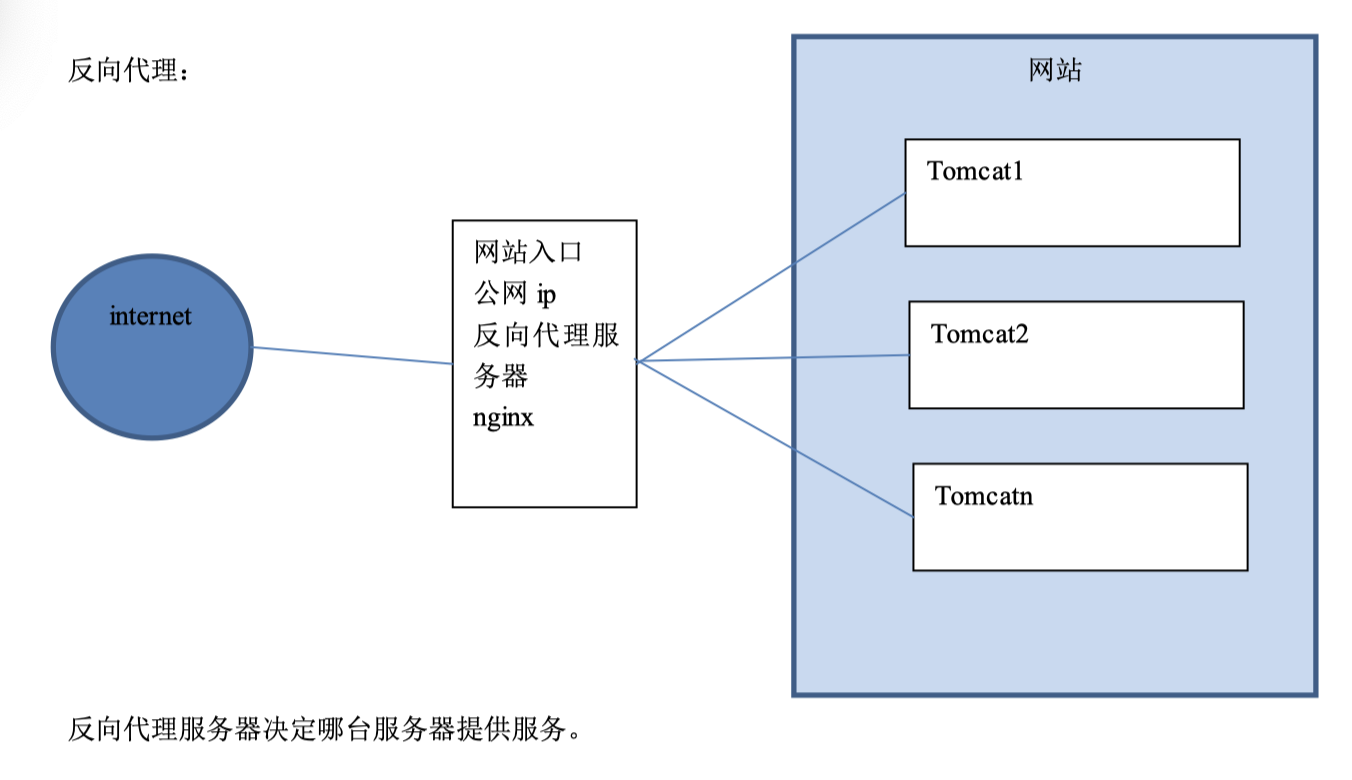 反向代理：
网站
Tomcat1
网站入口
公网 ip
反向代理服
务器
nginx
internet
Tomcat2
Tomcatn
反向代理服务器决定哪台服务器提供服务。